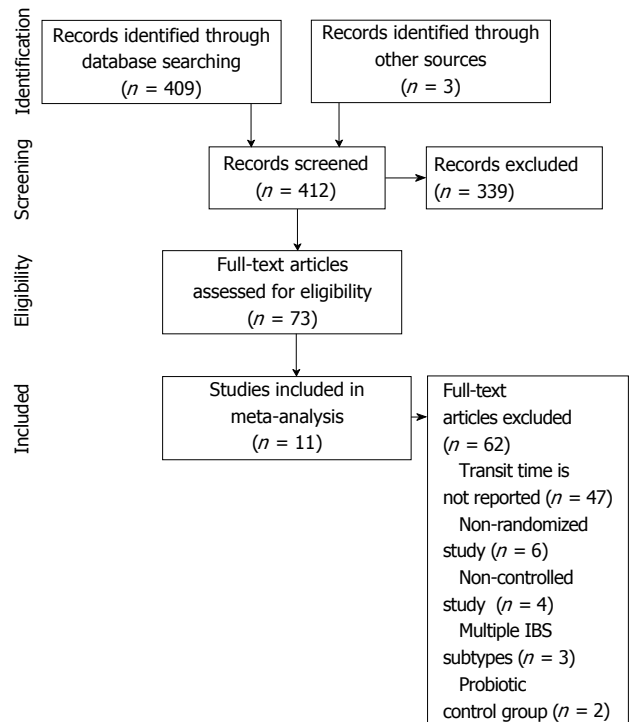 Identification
Records identified through
database searching
(n = 409)
Records identified through
other sources
(n = 3)
Screening
Records screened
(n = 412)
Records excluded
(n = 339)
Eligibility
Full-text articles
assessed for eligibility
(n = 73)
Included
Studies included in
meta-analysis
(n = 11)
Full-text
articles excluded
(n = 62)
Transit time is
not reported (n = 47)
Non-randomized
study (n = 6)
Non-controlled
study (n = 4)
Multiple IBS
subtypes (n = 3)
Probiotic
control group (n = 2)